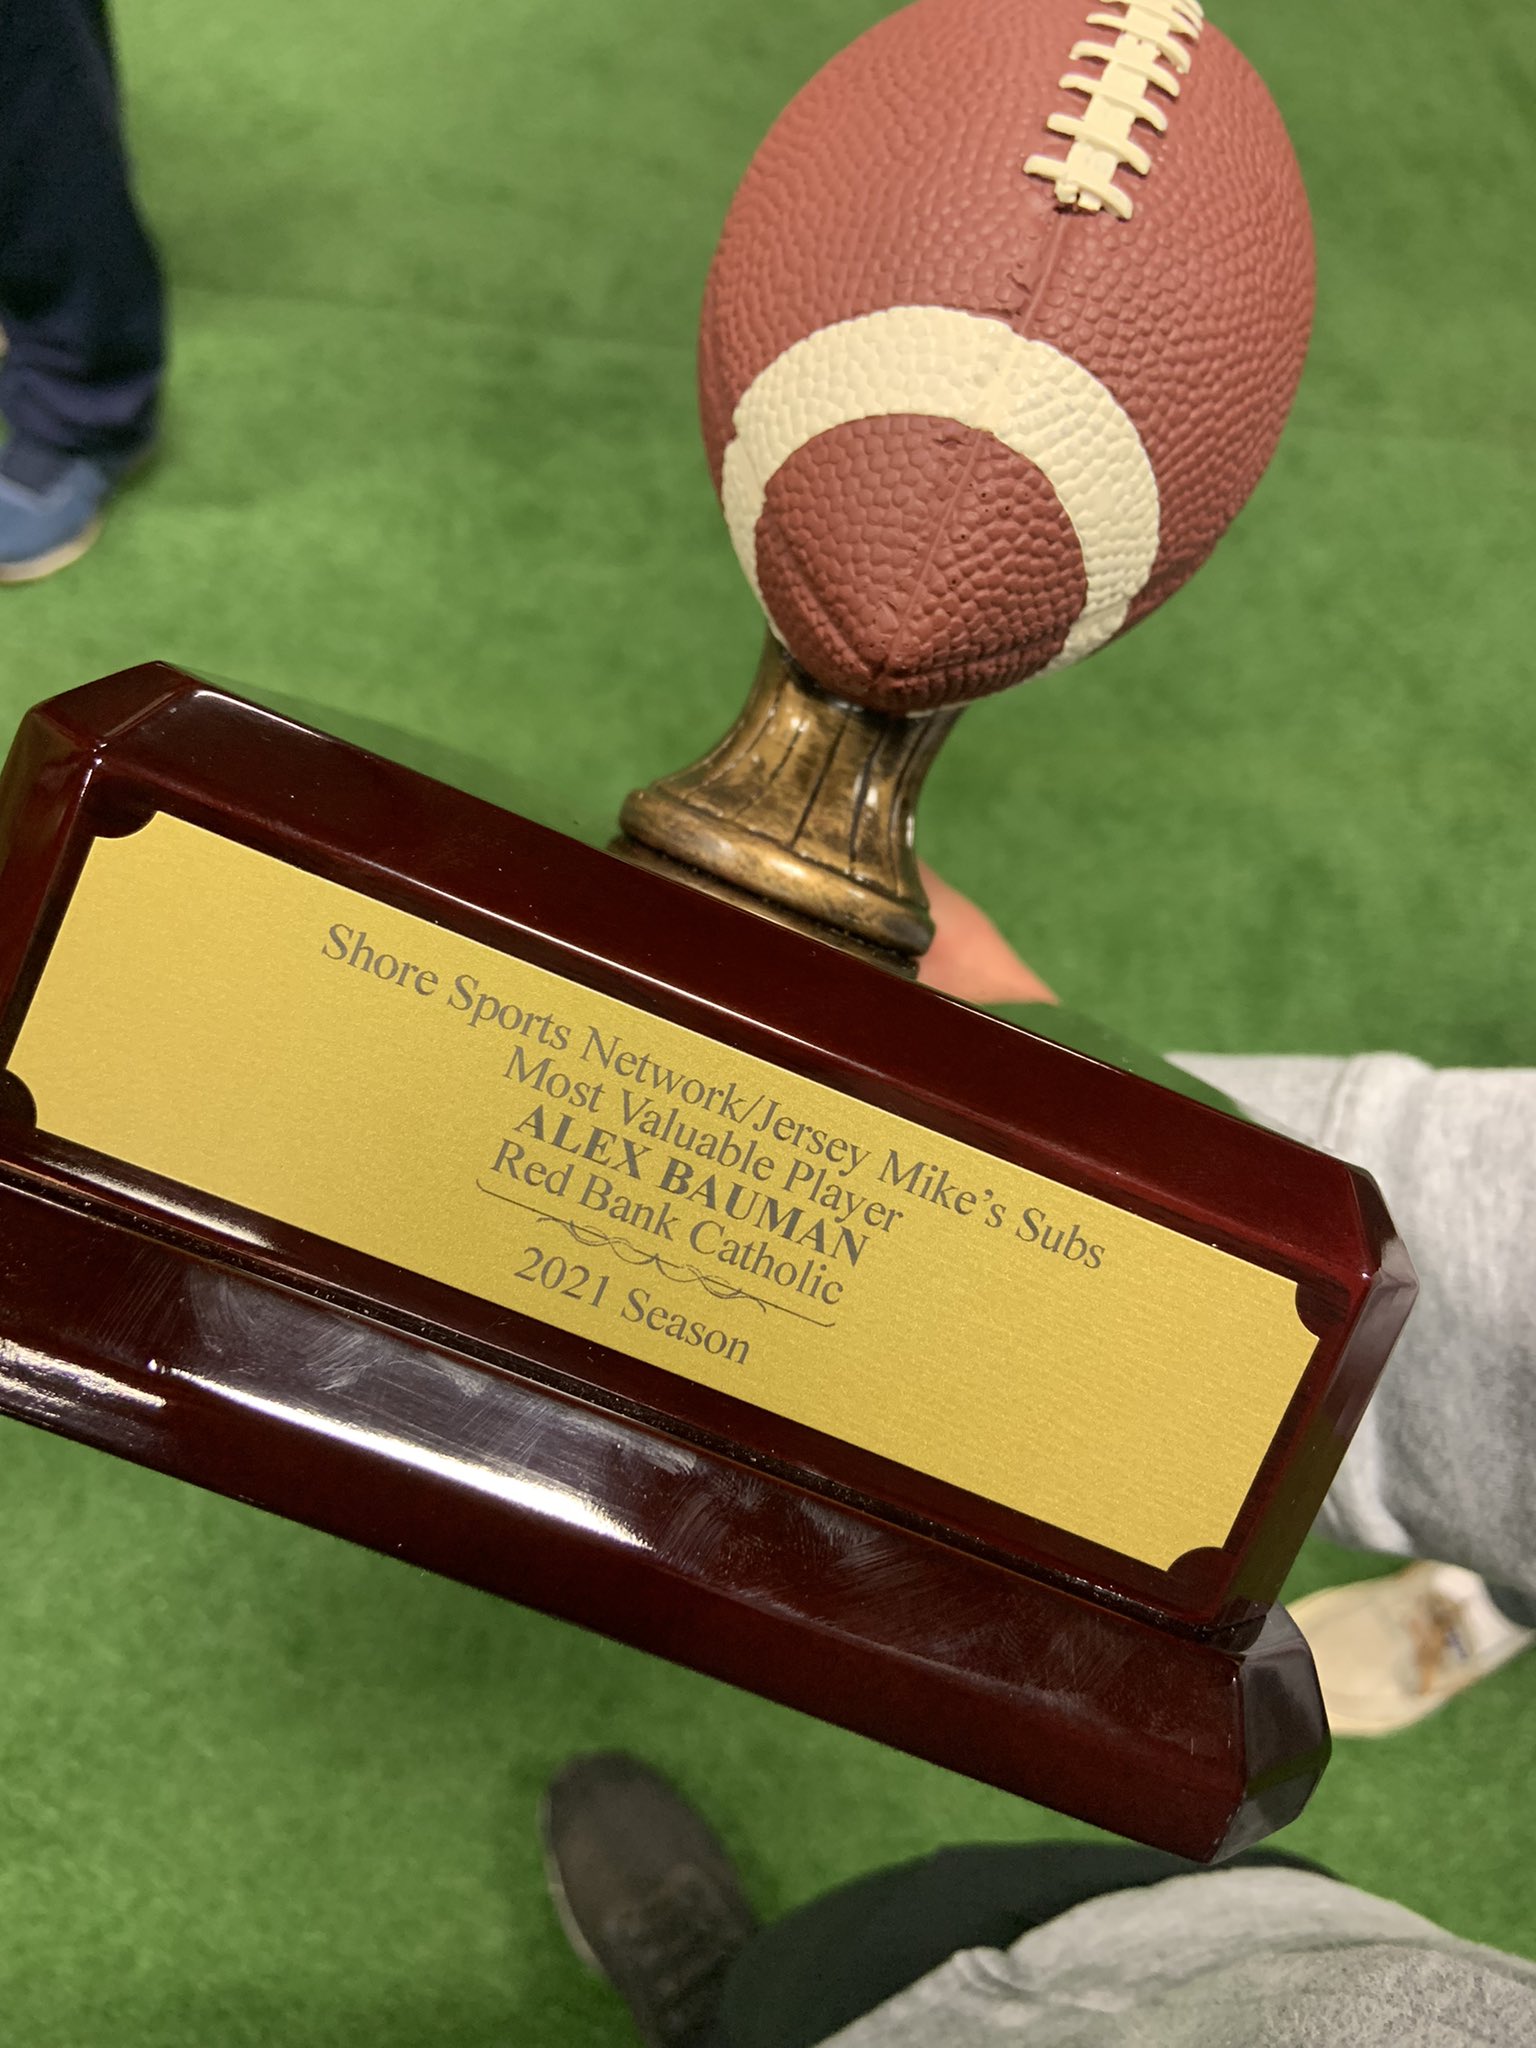 Shore Sports Network/Jersey Mike's Subs
Most Valuable Player
ALEX BAUMAN
Red Bank Catholic
2021 Season